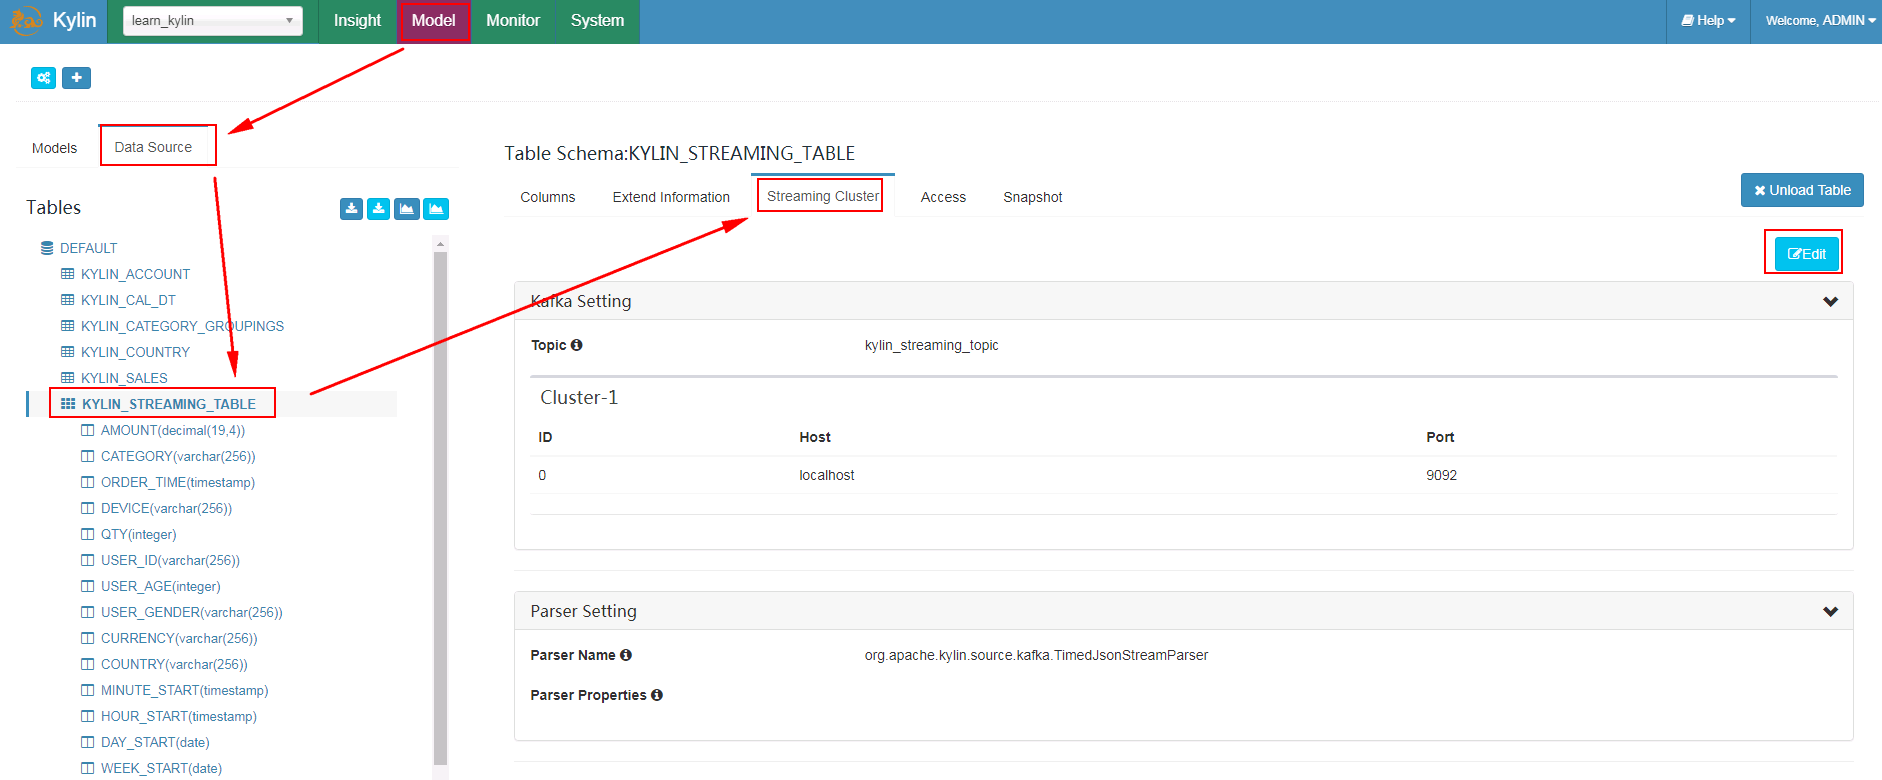 Kylin learn_kylin Insight Model Monitor System Help Welcome, ADMIN
Models Data Source
Tables
DEFAULT
KYLIN_ACCOUNT
KYLIN_CAL_DT
KYLIN_CATEGORY_GROUPINGS
KYLIN_COUNTRY
KYLIN_SALES
KYLIN_STREAMING_TABLE
AMOUNT(decimal(19,4))
CATEGORY(varchar(256))
ORDER_TIME(timestamp)
DEVICE(varchar(256))
QTY(integer)
USER_ID(varchar(256))
USER_AGE(integer)
USER_GENDER(varchar(256))
CURRENCY(varchar(256))
COUNTRY(varchar(256))
MINUTE_START(timestamp)
HOUR_START(timestamp)
DAY_START(date)
WEEK_START(date)
Table Schema:KYLIN_STREAMING_TABLE
Columns Extend Information Streaming Cluster Access Snapshot
Unload Table
Edit
Kafka Setting
Topic kylin_streaming_topic
Cluster-1
ID Host Port
0 localhost 9092
Parser Setting
Parser Name org.apache.kylin.source.kafka.TimedJsonStreamParser
Parser Properties